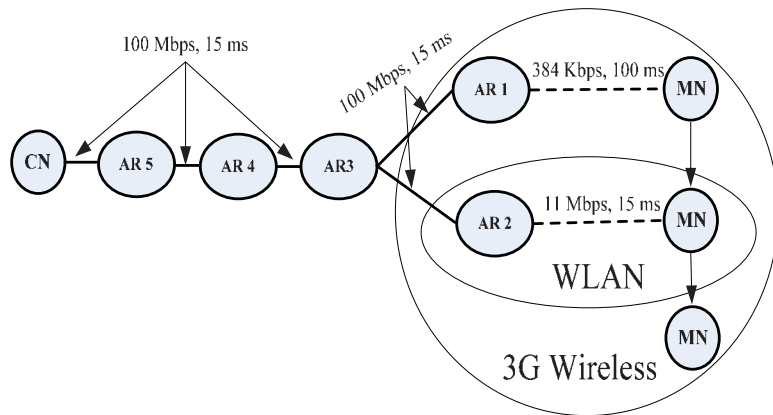 100 Mbps, 15 ms
100 Mbps, 15 ms
384 Kbps, 100 ms
AR 1
MN
CN
AR 5
AR 4
AR3
11 Mbps, 15 ms
AR 2
MN
WLAN
MN
3G Wireless